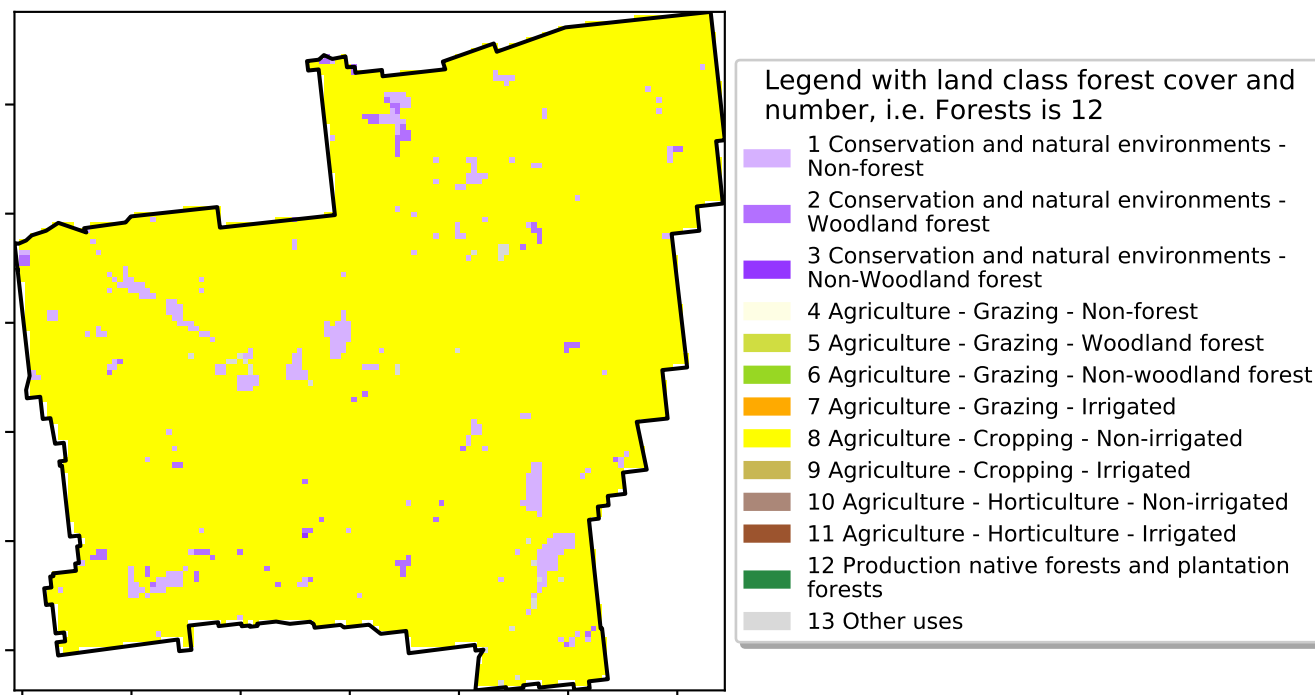 Legend with land class forest cover and
number, i.e. Forests is 12
1 Conservation and natural environments -
Non-forest
2 Conservation and natural environments -
Woodland forest
3 Conservation and natural environments -
Non-Woodland forest
4 Agriculture - Grazing - Non-forest
5 Agriculture - Grazing - Woodland forest
6 Agriculture - Grazing - Non-woodland forest
7 Agriculture - Grazing - Irrigated
8 Agriculture - Cropping - Non-irrigated
9 Agriculture - Cropping - Irrigated
10 Agriculture - Horticulture - Non-irrigated
11 Agriculture - Horticulture - Irrigated
12 Production native forests and plantation
forests
13 Other uses